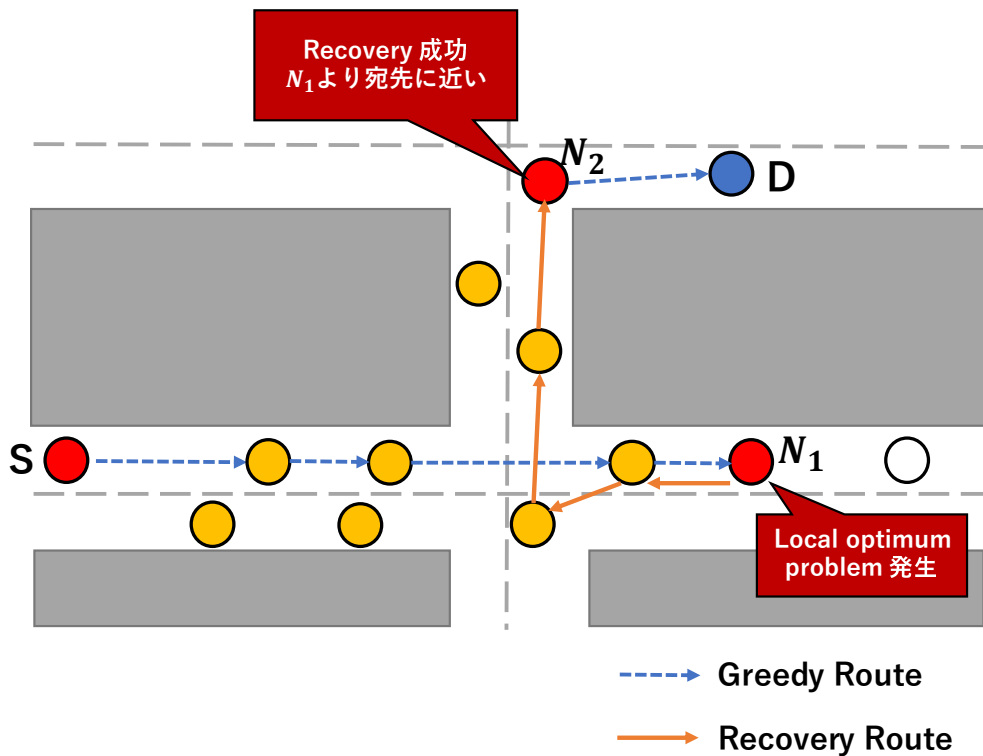 Recovery 成功
N₁より宛先に近い
N₂
D
S
N₁
Local optimum
problem 発生
Greedy Route
Recovery Route